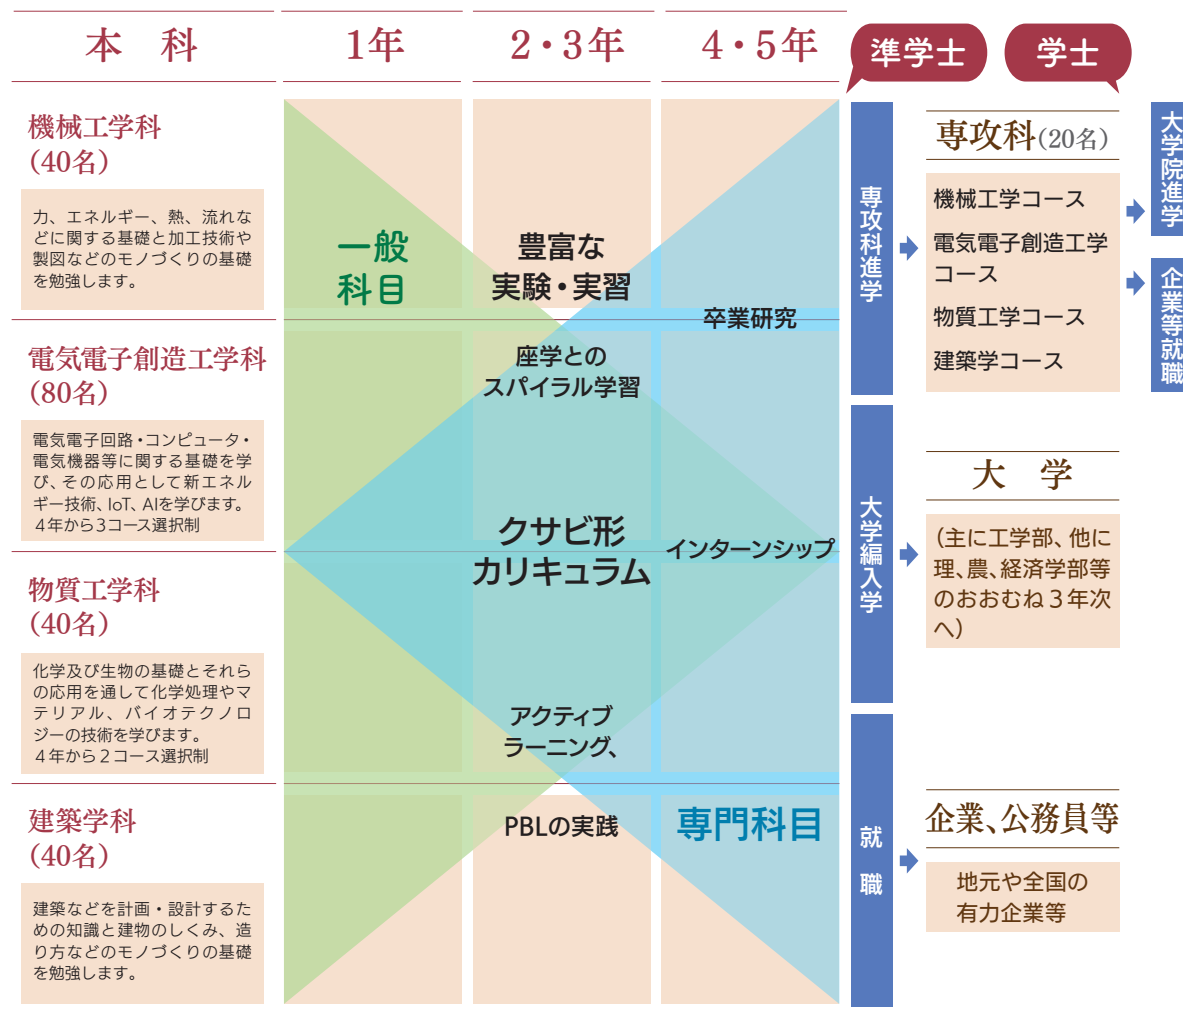 本　科
1年
2・3年
4・5年
準学士
学士
機械工学科
(40名)
力、エネルギー、熱、流れな
どに関する基礎と加工技術や
製図などのモノづくりの基礎
を勉強します。
電気電子創造工学科
(80名)
電気電子回路・コンピュータ・
電気機器等に関する基礎を学
び、その応用として新エネル
ギー技術、IoT、AIを学びます。
４年から3コース選択制
物質工学科
(40名)
化学及び生物の基礎とそれら
の応用を通して化学処理やマ
テリアル、バイオテクノロ
ジーの技術を学びます。
４年から２コース選択制
建築学科
(40名)
建築などを計画・設計するた
めの知識と建物のしくみ、造
り方などのモノづくりの基礎
を勉強します。
一般
科目
豊富な
実験・実習
座学との
スパイラル学習
クサビ形
カリキュラム
アクティブ
ラーニング、
PBLの実践
卒業研究
インターンシップ
専門科目
専攻科進学
専攻科(20名)
機械工学コース
電気電子創造工学
コース
物質工学コース
建築学コース
大学院進学
企業等就職
大学編入学
大　学
(主に工学部、他に
理、農、経済学部等
のおおむね３年次
へ)
就　職
企業、公務員等
地元や全国の
有力企業等